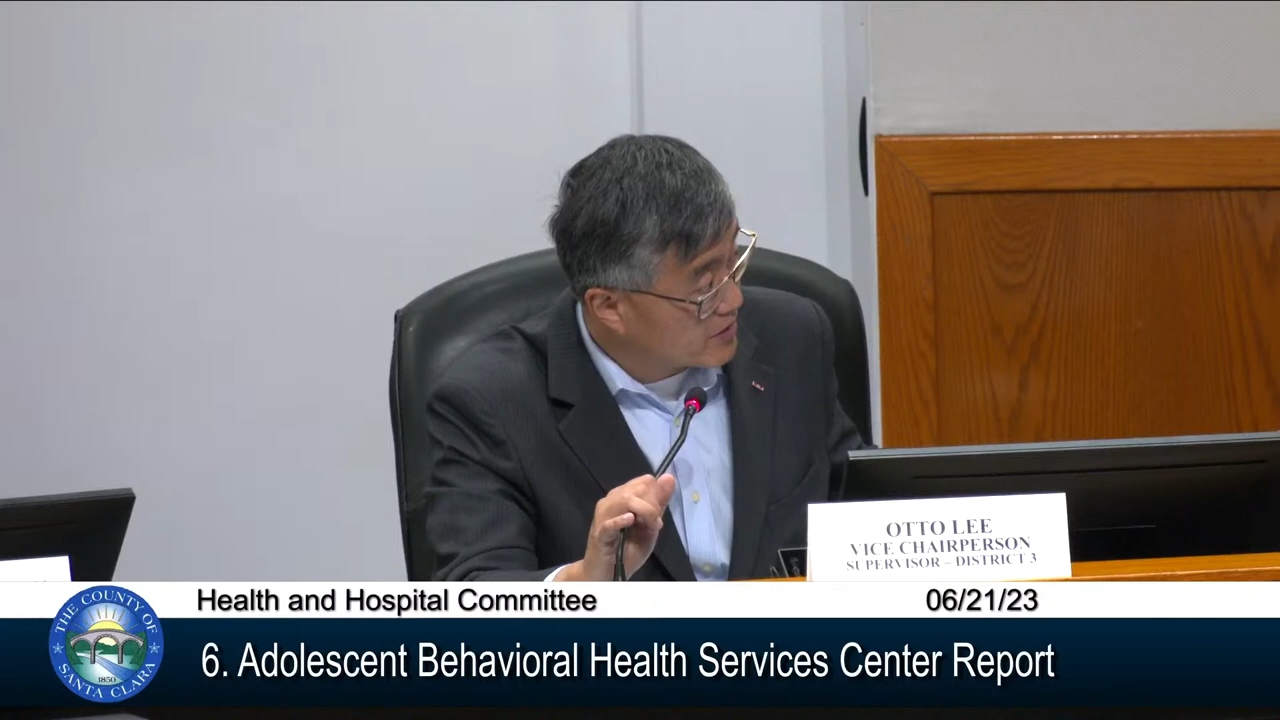 OTTO LEE
VICE CHAIRPERSON
SUPERVISOR – DISTRICT 3
Health and Hospital Committee
06/21/23
THE COUNTY OF
SANTA CLARA
1850
6. Adolescent Behavioral Health Services Center Report